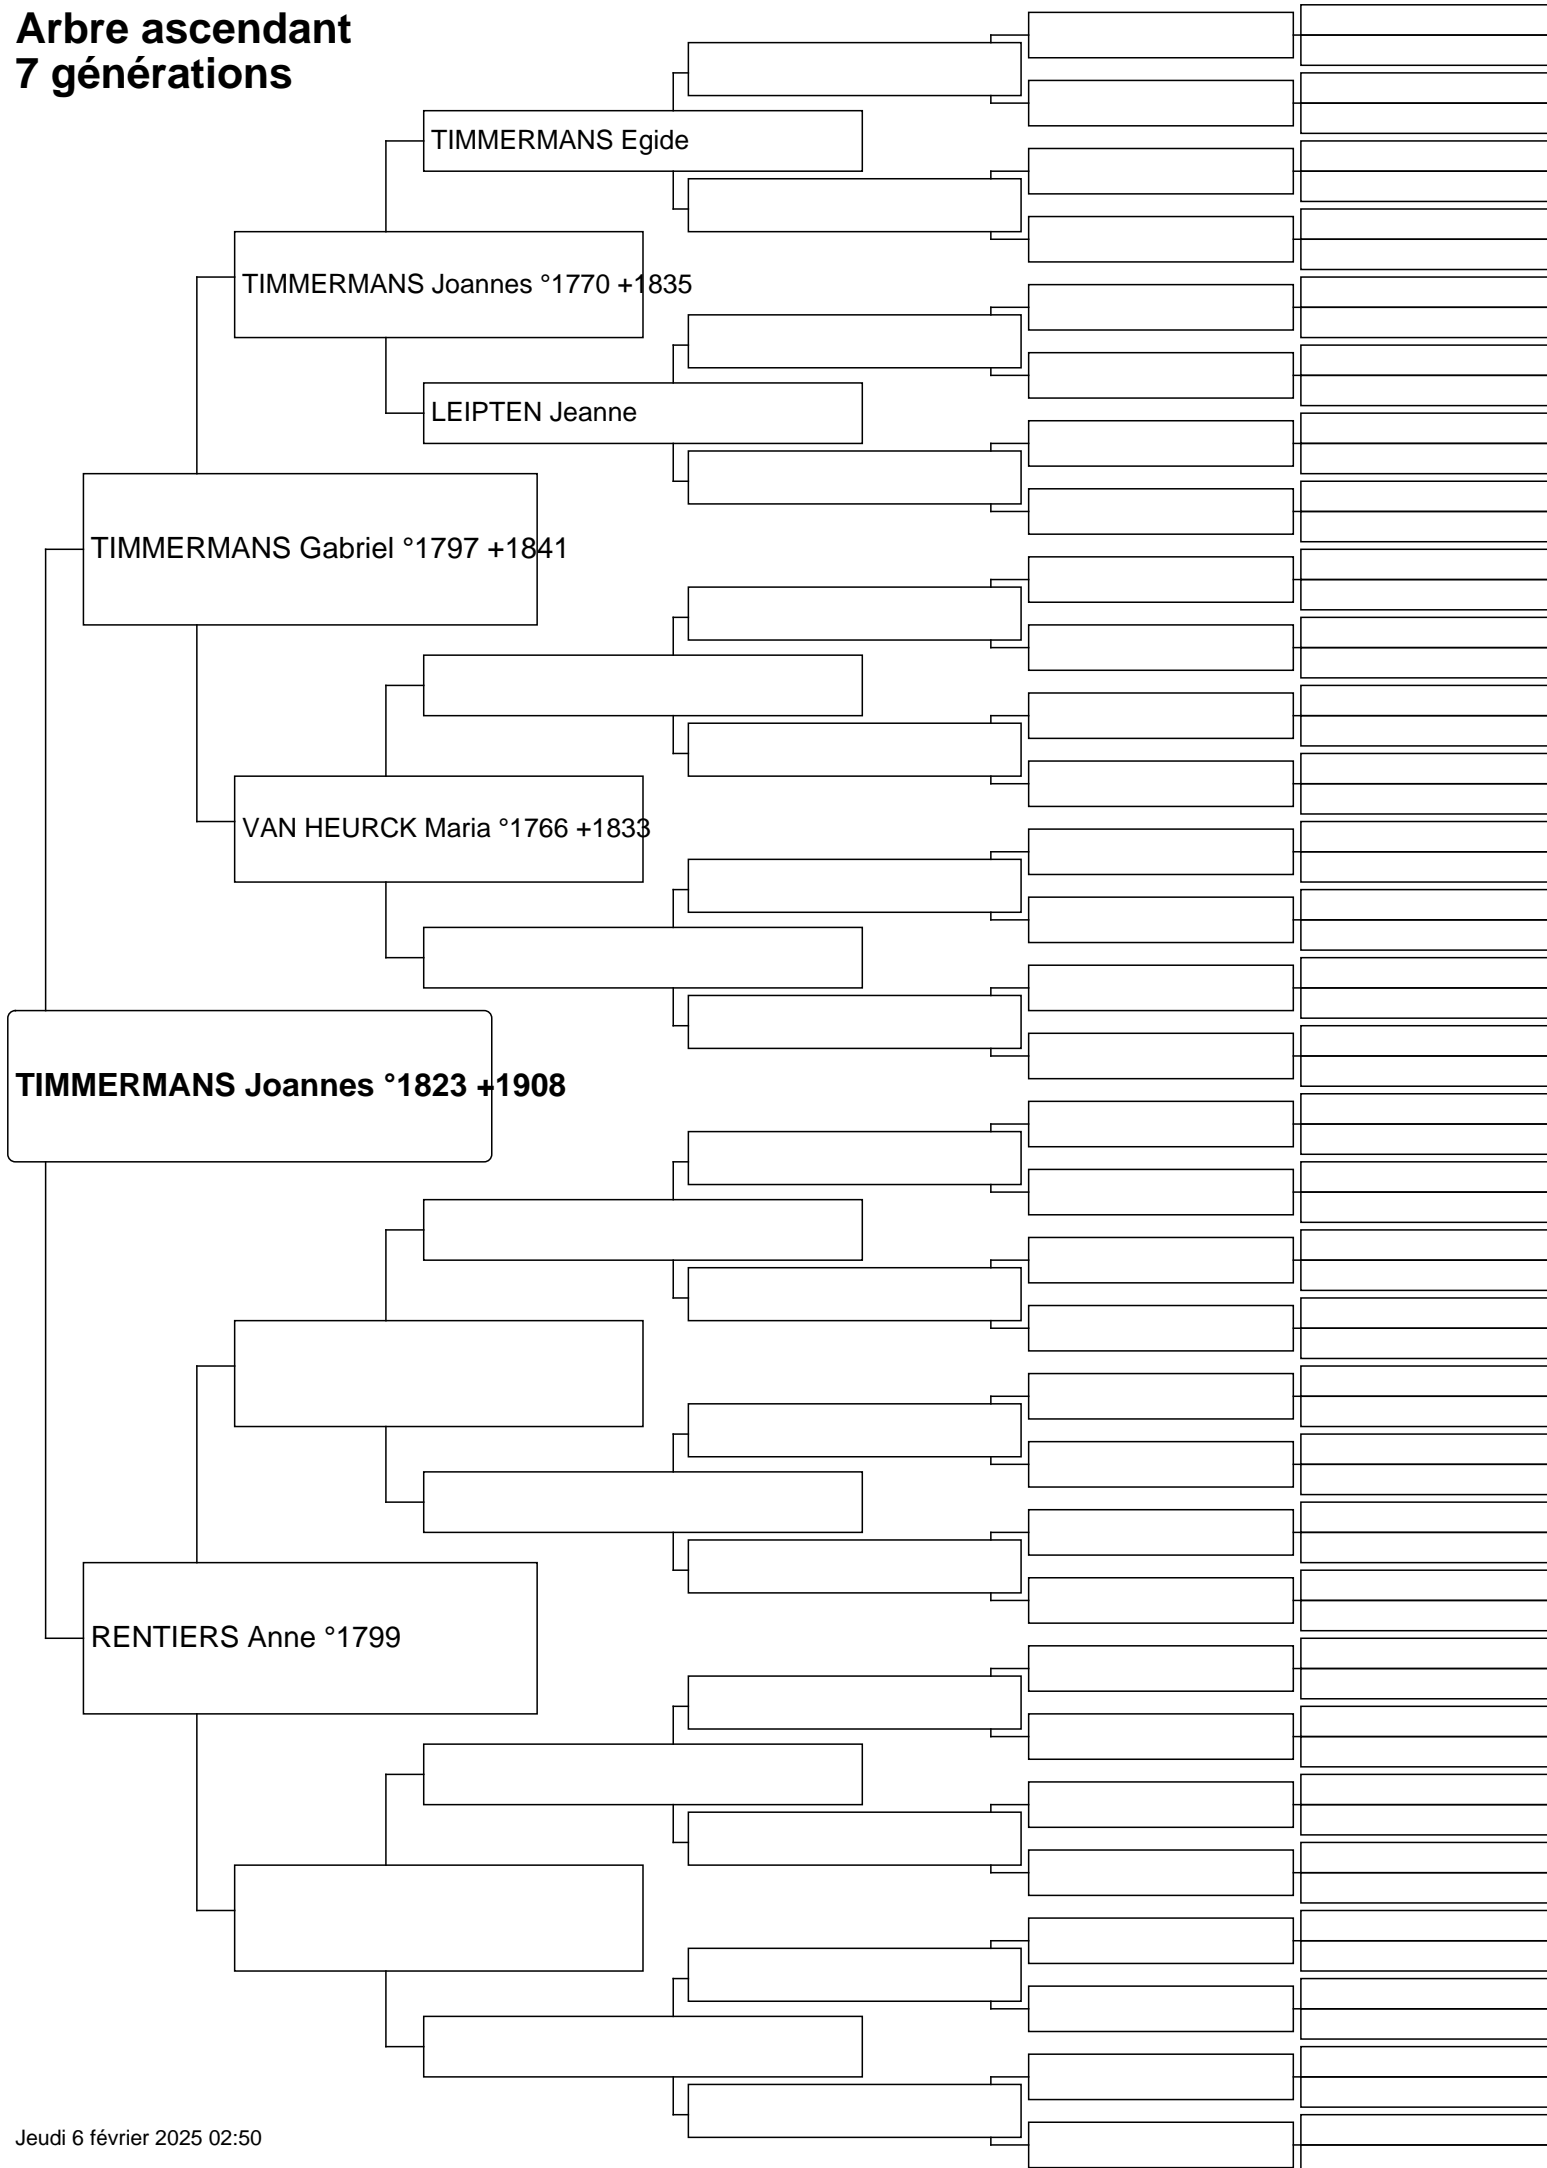 Arbre ascendant
7 générations
TIMMERMANS Egide
TIMMERMANS Joannes °1770 +1835
LEIPTEN Jeanne
TIMMERMANS Gabriel °1797 +1841
VAN HEURCK Maria °1766 +1833
TIMMERMANS Joannes °1823 +1908
RENTIERS Anne °1799
Jeudi 6 février 2025 02:50